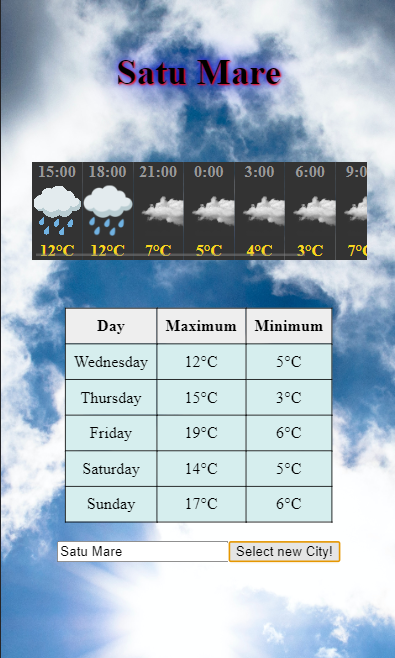 Satu Mare
15:00 18:00 21:00 0:00 3:00 6:00 9:0
12°C 12°C 7°C 5°C 4°C 3°C 7°C
Day Maximum Minimum
Wednesday 12°C 5°C
Thursday 15°C 3°C
Friday 19°C 6°C
Saturday 14°C 5°C
Sunday 17°C 6°C
Satu Mare Select new City!